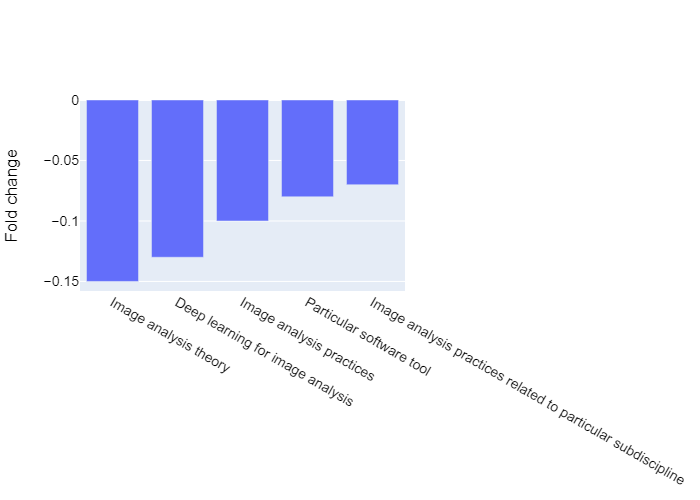 Fold change
0
−0.05
−0.1
−0.15
Image analysis theory
Deep learning for image analysis
Image analysis practices
Particular software tool
Image analysis practices related to particular subdiscipline